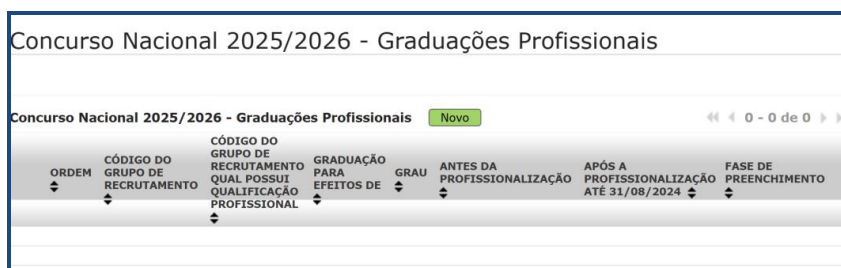 Concurso Nacional 2025/2026 - Graduações Profissionais
Concurso Nacional 2025/2026 - Graduações Profissionais Novo 0 - 0 de 0
ORDEM
CÓDIGO DO
GRUPO DE
RECRUTAMENTO
CÓDIGO DO
GRUPO DE
RECRUTAMENTO
QUAL POSSUI
QUALIFICAÇÃO
PROFISSIONAL
GRADUAÇÃO
PARA
EFEITOS DE
GRAU
ANTES DA
PROFISSIONALIZAÇÃO
APÓS A
PROFISSIONALIZAÇÃO
ATÉ 31/08/2024
FASE DE
PREENCHIMENTO